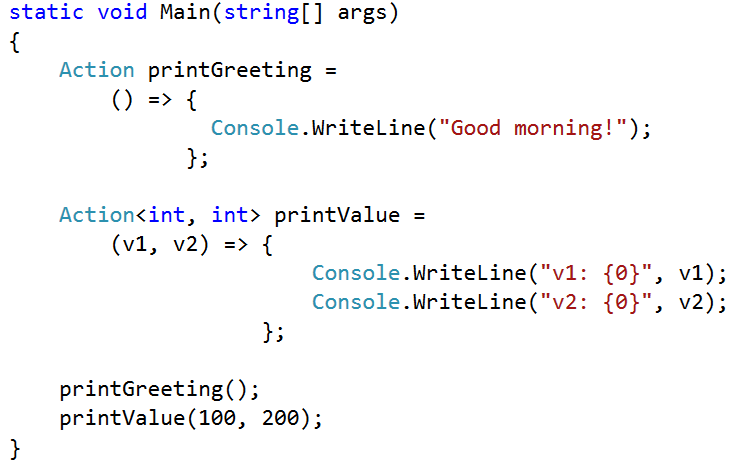 static void Main(string[] args)
{
    Action printGreeting =
        () => {
                Console.WriteLine("Good morning!");
              };

    Action<int, int> printValue =
        (v1, v2) => {
                        Console.WriteLine("v1: {0}", v1);
                        Console.WriteLine("v2: {0}", v2);
                    };

    printGreeting();
    printValue(100, 200);
}